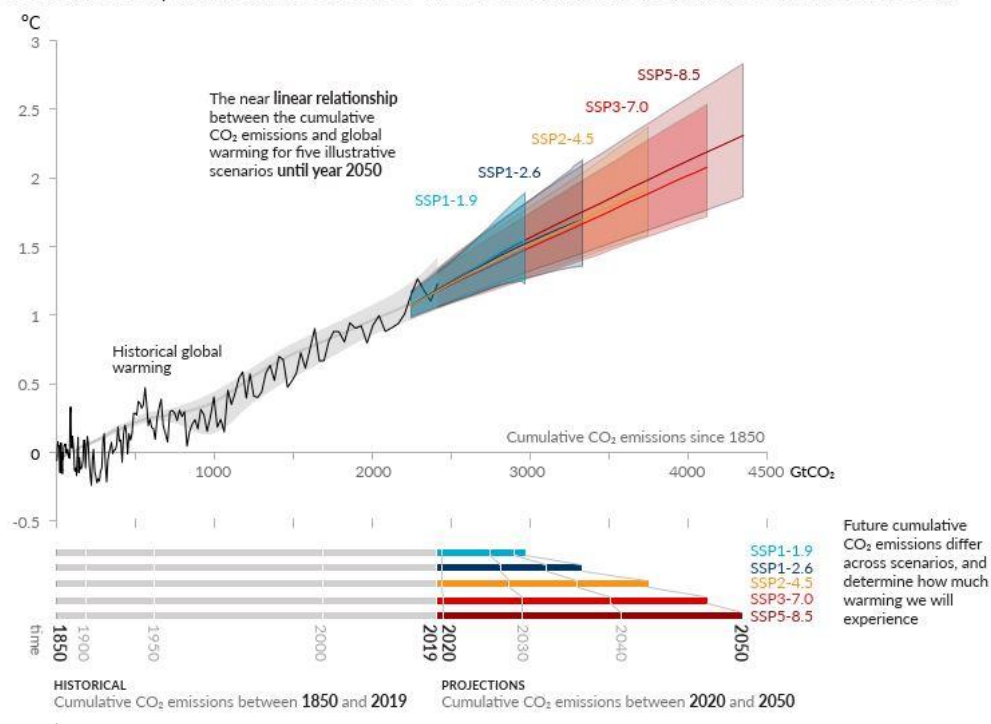 °C
3
2.5
2
1.5
1
0.5
0
-0.5
The near linear relationship
between the cumulative
CO₂ emissions and global
warming for five illustrative
scenarios until year 2050
SSP5-8.5
SSP3-7.0
SSP2-4.5
SSP1-2.6
SSP1-1.9
Historical global
warming
Cumulative CO₂ emissions since 1850
1000
2000
3000
4000
4500 GtCO₂
SSP1-1.9
SSP1-2.6
SSP2-4.5
SSP3-7.0
SSP5-8.5
Future cumulative
CO₂ emissions differ
across scenarios, and
determine how much
warming we will
experience
time
1850
1900
1950
2000
2019
2020
2030
2040
2050
HISTORICAL
Cumulative CO₂ emissions between 1850 and 2019
PROJECTIONS
Cumulative CO₂ emissions between 2020 and 2050